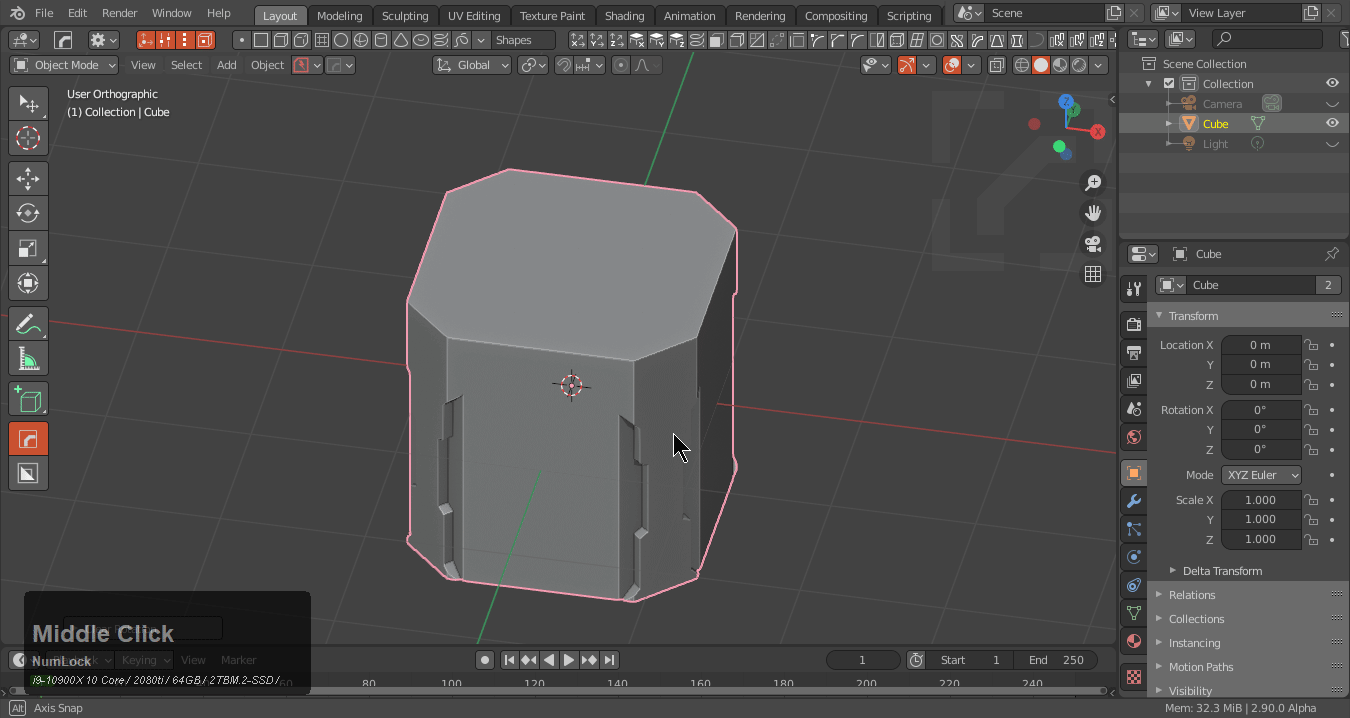 File Edit Render Window Help Layout Modeling Sculpting UV Editing Texture Paint Shading Animation Rendering Compositing Scripting Scene View Layer
Shapes
Object Mode View Select Add Object Global
User Orthographic
(1) Collection | Cube
X
Z
Scene Collection
Collection
Camera
Cube
Light
Cube
Cube 2
Transform
Location X 0 m
Y 0 m
Z 0 m
Rotation X 0°
Y 0°
Z 0°
Mode XYZ Euler
Scale X 1.000
Y 1.000
Z 1.000
Delta Transform
Relations
Collections
Instancing
Motion Paths
Visibility
Middle Click
NumLock
i9-10900X 10 Core / 2080ti / 64GB / 2TBM.2-SSD /
Keying View Marker 1 Start 1 End 250
80 100 120 140 160 180 200 220 240
Alt Axis Snap
Mem: 32.3 MiB | 2.90.0 Alpha